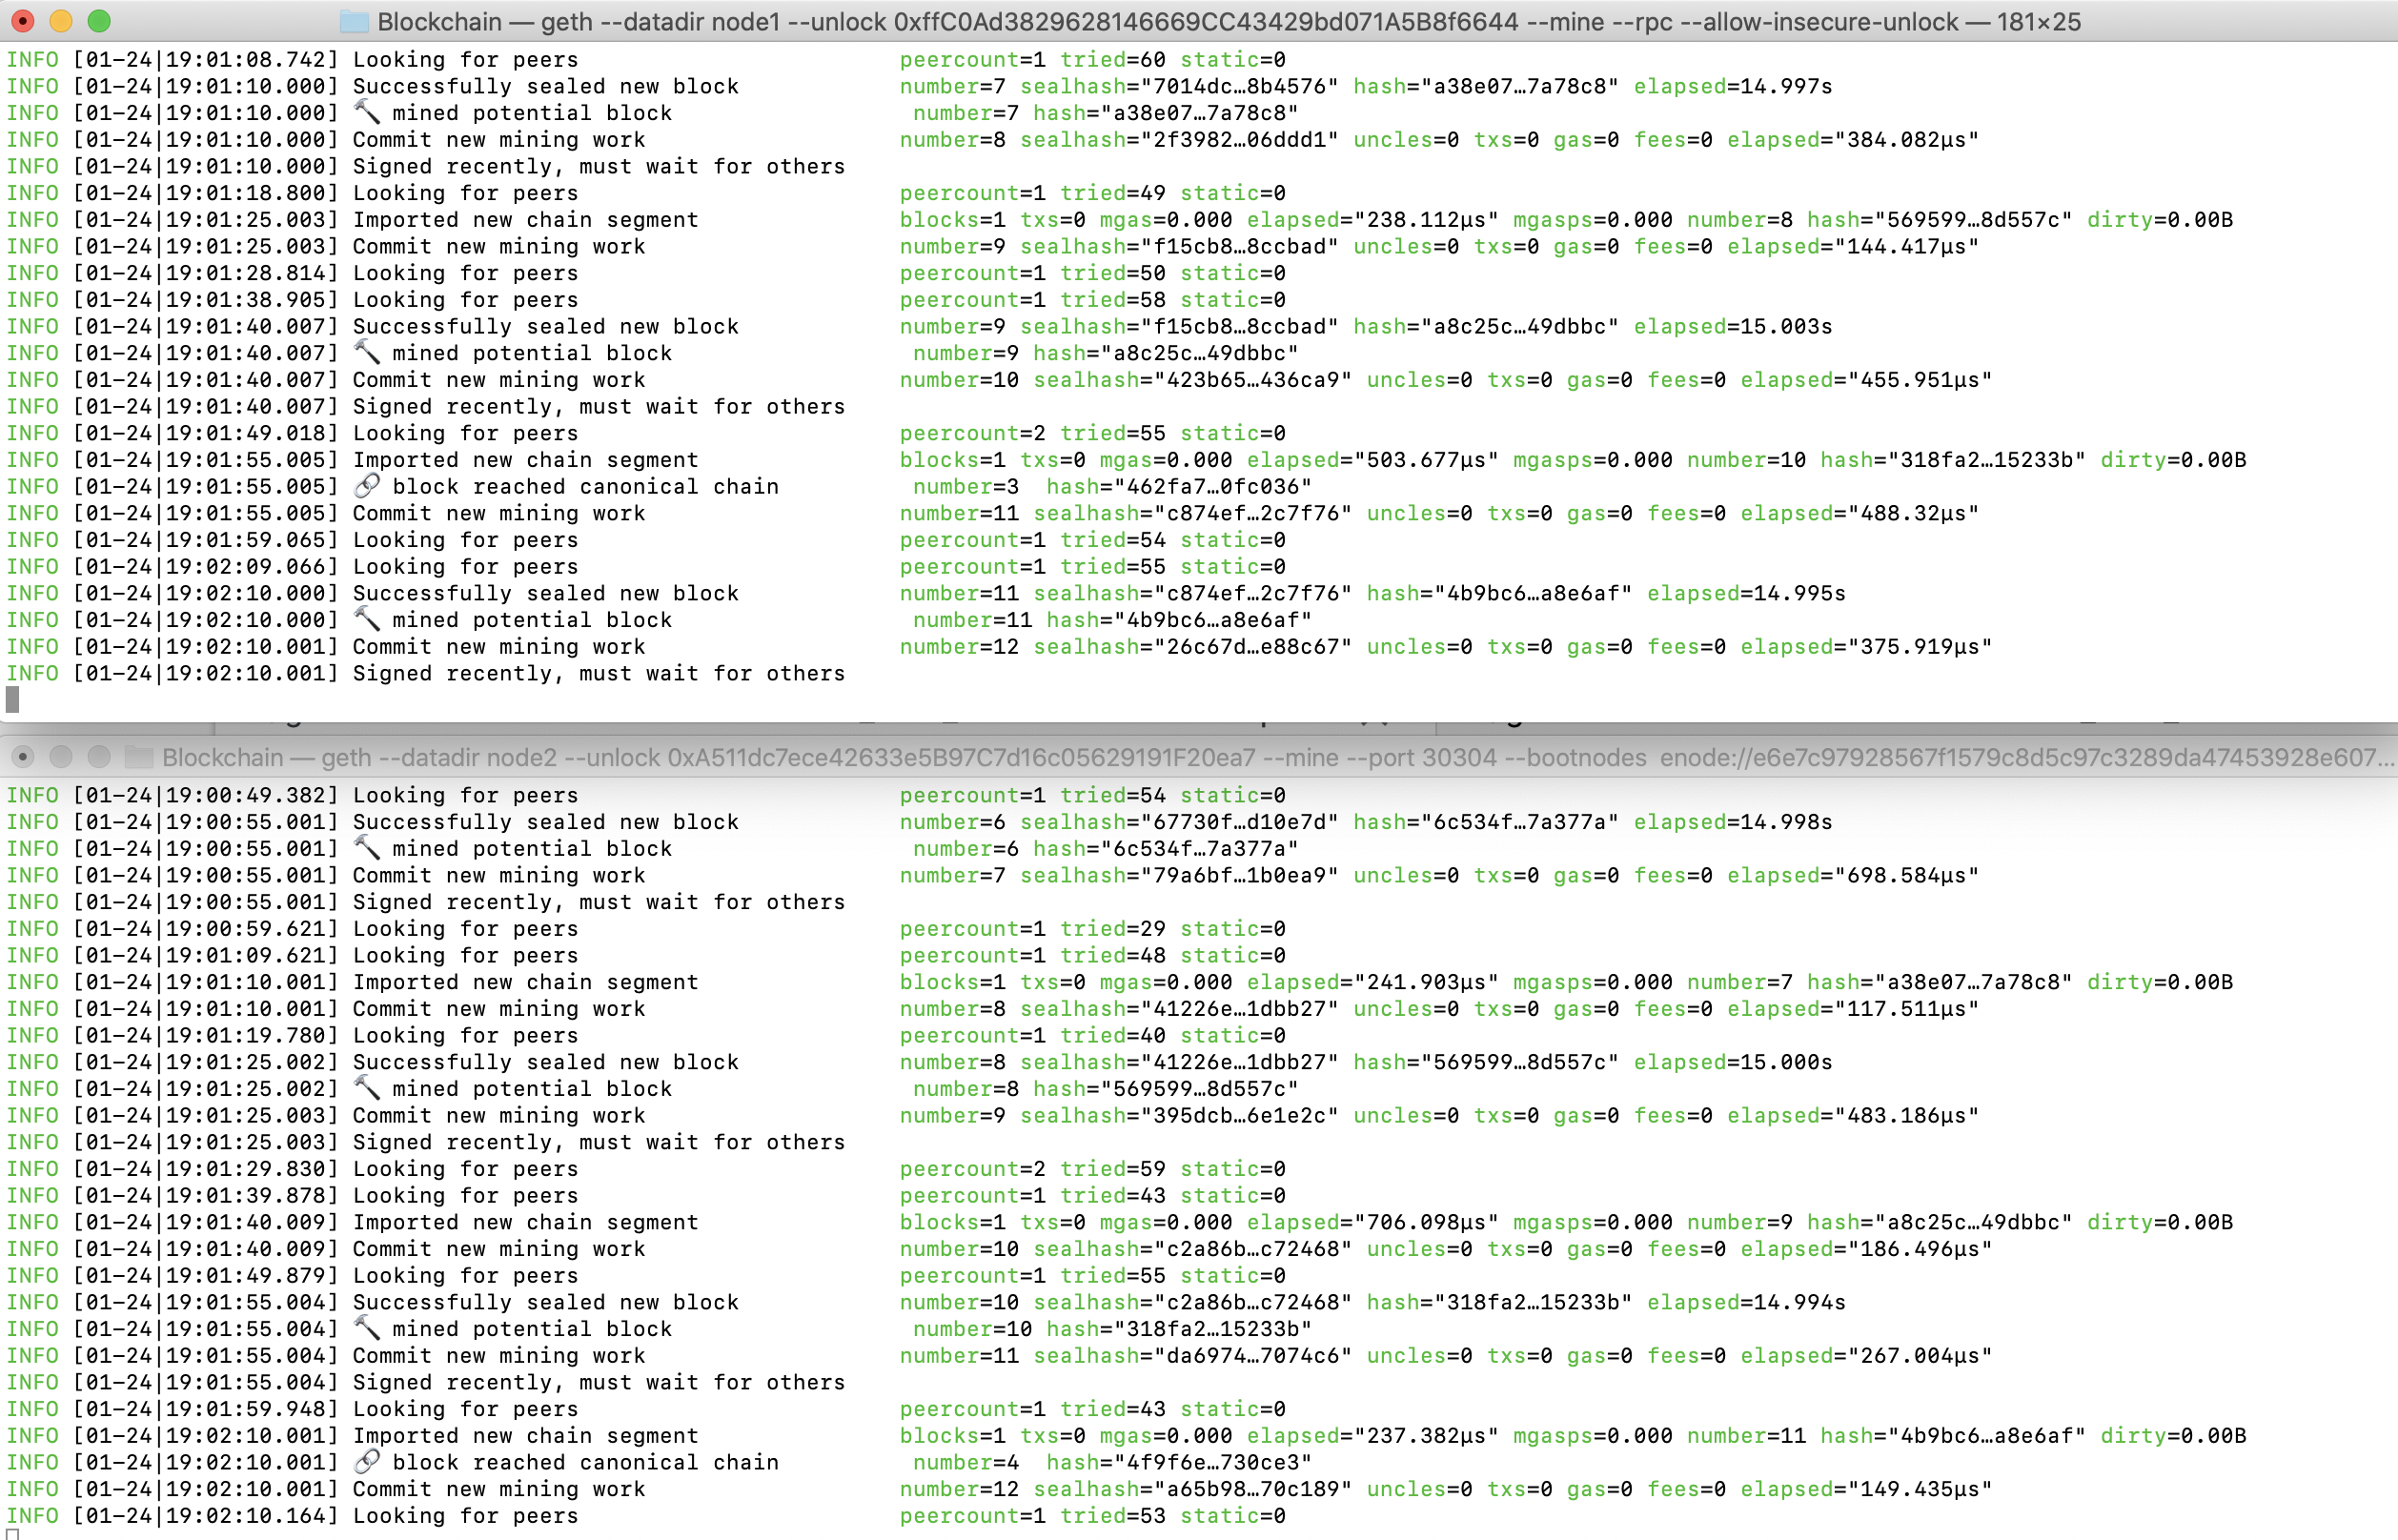 Blockchain — geth --datadir node1 --unlock 0xffC0Ad3829628146669CC43429bd071A5B8f6644 --mine --rpc --allow-insecure-unlock — 181×25
INFO [01-24|19:01:08.742] Looking for peers peercount=1 tried=60 static=0
INFO [01-24|19:01:10.000] Successfully sealed new block number=7 sealhash="7014dc…8b4576" hash="a38e07…7a78c8" elapsed=14.997s
INFO [01-24|19:01:10.000] 🔨 mined potential block number=7 hash="a38e07…7a78c8"
INFO [01-24|19:01:10.000] Commit new mining work number=8 sealhash="2f3982…06ddd1" uncles=0 txs=0 gas=0 fees=0 elapsed="384.082µs"
INFO [01-24|19:01:10.000] Signed recently, must wait for others
INFO [01-24|19:01:18.800] Looking for peers peercount=1 tried=49 static=0
INFO [01-24|19:01:25.003] Imported new chain segment blocks=1 txs=0 mgas=0.000 elapsed="238.112µs" mgasps=0.000 number=8 hash="569599…8d557c" dirty=0.00B
INFO [01-24|19:01:25.003] Commit new mining work number=9 sealhash="f15cb8…8ccbad" uncles=0 txs=0 gas=0 fees=0 elapsed="144.417µs"
INFO [01-24|19:01:28.814] Looking for peers peercount=1 tried=50 static=0
INFO [01-24|19:01:38.905] Looking for peers peercount=1 tried=58 static=0
INFO [01-24|19:01:40.007] Successfully sealed new block number=9 sealhash="f15cb8…8ccbad" hash="a8c25c…49dbbc" elapsed=15.003s
INFO [01-24|19:01:40.007] 🔨 mined potential block number=9 hash="a8c25c…49dbbc"
INFO [01-24|19:01:40.007] Commit new mining work number=10 sealhash="423b65…436ca9" uncles=0 txs=0 gas=0 fees=0 elapsed="455.951µs"
INFO [01-24|19:01:40.007] Signed recently, must wait for others
INFO [01-24|19:01:49.018] Looking for peers peercount=2 tried=55 static=0
INFO [01-24|19:01:55.005] Imported new chain segment blocks=1 txs=0 mgas=0.000 elapsed="503.677µs" mgasps=0.000 number=10 hash="318fa2…15233b" dirty=0.00B
INFO [01-24|19:01:55.005] 🔗 block reached canonical chain number=3 hash="462fa7…0fc036"
INFO [01-24|19:01:55.005] Commit new mining work number=11 sealhash="c874ef…2c7f76" uncles=0 txs=0 gas=0 fees=0 elapsed="488.32µs"
INFO [01-24|19:01:59.065] Looking for peers peercount=1 tried=54 static=0
INFO [01-24|19:02:09.066] Looking for peers peercount=1 tried=55 static=0
INFO [01-24|19:02:10.000] Successfully sealed new block number=11 sealhash="c874ef…2c7f76" hash="4b9bc6…a8e6af" elapsed=14.995s
INFO [01-24|19:02:10.000] 🔨 mined potential block number=11 hash="4b9bc6…a8e6af"
INFO [01-24|19:02:10.001] Commit new mining work number=12 sealhash="26c67d…e88c67" uncles=0 txs=0 gas=0 fees=0 elapsed="375.919µs"
INFO [01-24|19:02:10.001] Signed recently, must wait for others
Blockchain — geth --datadir node2 --unlock 0xA511dc7ece42633e5B97C7d16c05629191F20ea7 --mine --port 30304 --bootnodes enode://e6e7c97928567f1579c8d5c97c3289da47453928e607...
INFO [01-24|19:00:49.382] Looking for peers peercount=1 tried=54 static=0
INFO [01-24|19:00:55.001] Successfully sealed new block number=6 sealhash="67730f…d10e7d" hash="6c534f…7a377a" elapsed=14.998s
INFO [01-24|19:00:55.001] 🔨 mined potential block number=6 hash="6c534f…7a377a"
INFO [01-24|19:00:55.001] Commit new mining work number=7 sealhash="79a6bf…1b0ea9" uncles=0 txs=0 gas=0 fees=0 elapsed="698.584µs"
INFO [01-24|19:00:55.001] Signed recently, must wait for others
INFO [01-24|19:00:59.621] Looking for peers peercount=1 tried=29 static=0
INFO [01-24|19:01:09.621] Looking for peers peercount=1 tried=48 static=0
INFO [01-24|19:01:10.001] Imported new chain segment blocks=1 txs=0 mgas=0.000 elapsed="241.903µs" mgasps=0.000 number=7 hash="a38e07…7a78c8" dirty=0.00B
INFO [01-24|19:01:10.001] Commit new mining work number=8 sealhash="41226e…1dbb27" uncles=0 txs=0 gas=0 fees=0 elapsed="117.511µs"
INFO [01-24|19:01:19.780] Looking for peers peercount=1 tried=40 static=0
INFO [01-24|19:01:25.002] Successfully sealed new block number=8 sealhash="41226e…1dbb27" hash="569599…8d557c" elapsed=15.000s
INFO [01-24|19:01:25.002] 🔨 mined potential block number=8 hash="569599…8d557c"
INFO [01-24|19:01:25.003] Commit new mining work number=9 sealhash="395dcb…6e1e2c" uncles=0 txs=0 gas=0 fees=0 elapsed="483.186µs"
INFO [01-24|19:01:25.003] Signed recently, must wait for others
INFO [01-24|19:01:29.830] Looking for peers peercount=2 tried=59 static=0
INFO [01-24|19:01:39.878] Looking for peers peercount=1 tried=43 static=0
INFO [01-24|19:01:40.009] Imported new chain segment blocks=1 txs=0 mgas=0.000 elapsed="706.098µs" mgasps=0.000 number=9 hash="a8c25c…49dbbc" dirty=0.00B
INFO [01-24|19:01:40.009] Commit new mining work number=10 sealhash="c2a86b…c72468" uncles=0 txs=0 gas=0 fees=0 elapsed="186.496µs"
INFO [01-24|19:01:49.879] Looking for peers peercount=1 tried=55 static=0
INFO [01-24|19:01:55.004] Successfully sealed new block number=10 sealhash="c2a86b…c72468" hash="318fa2…15233b" elapsed=14.994s
INFO [01-24|19:01:55.004] 🔨 mined potential block number=10 hash="318fa2…15233b"
INFO [01-24|19:01:55.004] Commit new mining work number=11 sealhash="da6974…7074c6" uncles=0 txs=0 gas=0 fees=0 elapsed="267.004µs"
INFO [01-24|19:01:55.004] Signed recently, must wait for others
INFO [01-24|19:01:59.948] Looking for peers peercount=1 tried=43 static=0
INFO [01-24|19:02:10.001] Imported new chain segment blocks=1 txs=0 mgas=0.000 elapsed="237.382µs" mgasps=0.000 number=11 hash="4b9bc6…a8e6af" dirty=0.00B
INFO [01-24|19:02:10.001] 🔗 block reached canonical chain number=4 hash="4f9f6e…730ce3"
INFO [01-24|19:02:10.001] Commit new mining work number=12 sealhash="a65b98…70c189" uncles=0 txs=0 gas=0 fees=0 elapsed="149.435µs"
INFO [01-24|19:02:10.164] Looking for peers peercount=1 tried=53 static=0